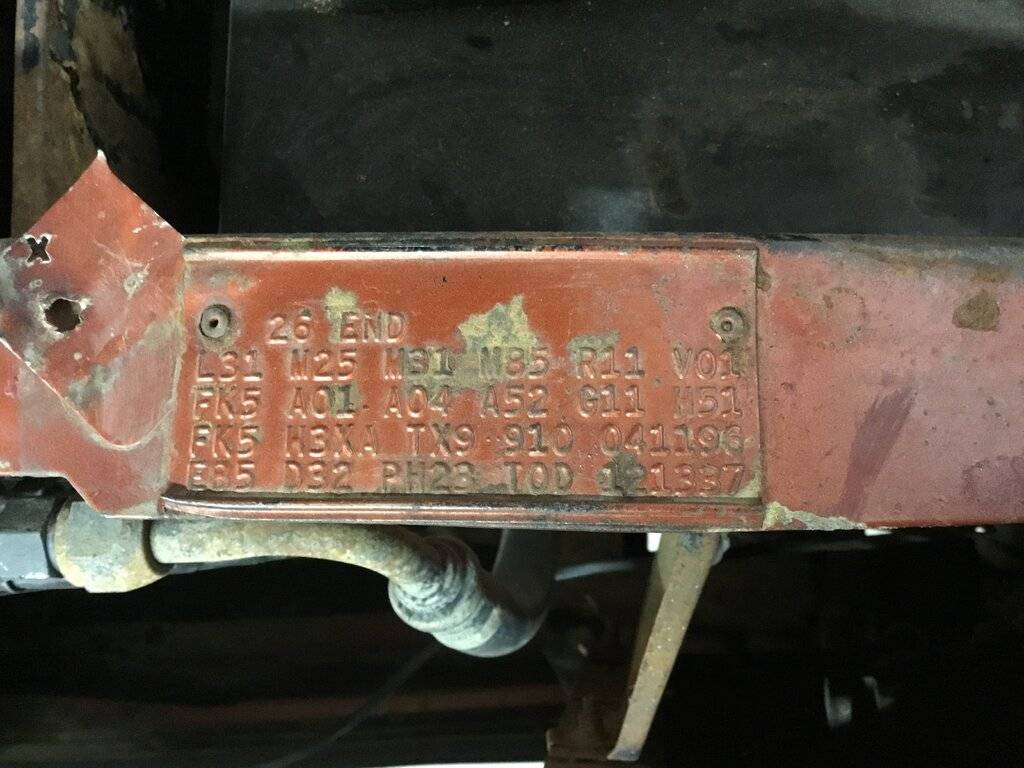 X
26 END
L31 M25 M31 M85 R11 V01
FK5 A01 A04 A52 G11 H51
FK5 H3XA TX9 910 041196
E85 D32 PH23 TOD 121337